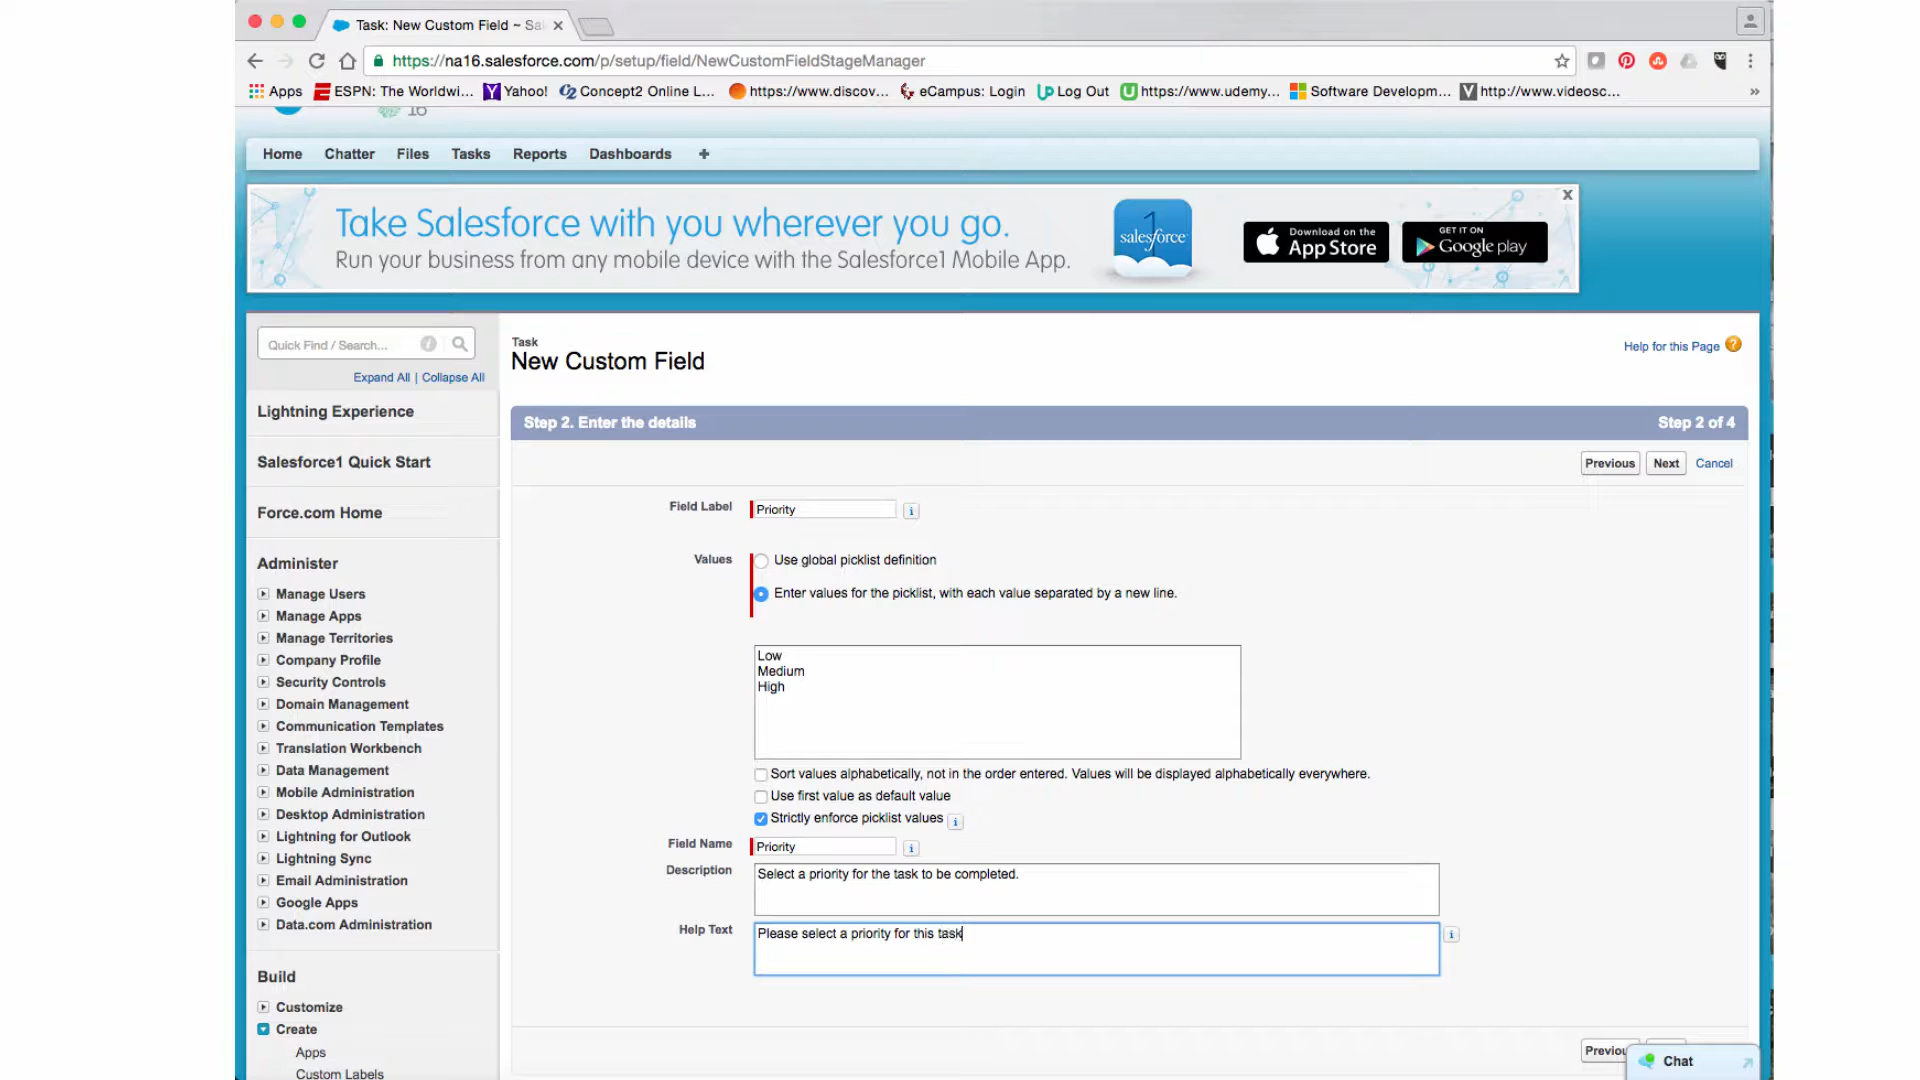 Task: New Custom Field ~ Sa
https://na16.salesforce.com/p/setup/field/NewCustomFieldStageManager
Apps
ESPN: The Worldwi...
Yahoo!
Concept2 Online L...
https://www.discov...
eCampus: Login
Log Out
https://www.udemy...
Software Developm...
http://www.videosc...
»
16
Home
Chatter
Files
Tasks
Reports
Dashboards
+
Take Salesforce with you wherever you go.
Run your business from any mobile device with the Salesforce1 Mobile App.
1
salesforce
Download on the
App Store
GET IT ON
Google play
X
Quick Find / Search...
Expand All | Collapse All
Lightning Experience
Salesforce1 Quick Start
Force.com Home
Administer
Manage Users
Manage Apps
Manage Territories
Company Profile
Security Controls
Domain Management
Communication Templates
Translation Workbench
Data Management
Mobile Administration
Desktop Administration
Lightning for Outlook
Lightning Sync
Email Administration
Google Apps
Data.com Administration
Build
Customize
Create
Apps
Custom Labels
Task
New Custom Field
Help for this Page ?
Step 2. Enter the details
Step 2 of 4
Previous
Next
Cancel
Field Label
Priority
Values
Use global picklist definition
Enter values for the picklist, with each value separated by a new line.
Low
Medium
High
Sort values alphabetically, not in the order entered. Values will be displayed alphabetically everywhere.
Use first value as default value
Strictly enforce picklist values
Field Name
Priority
Description
Select a priority for the task to be completed.
Help Text
Please select a priority for this task
Previou
Chat